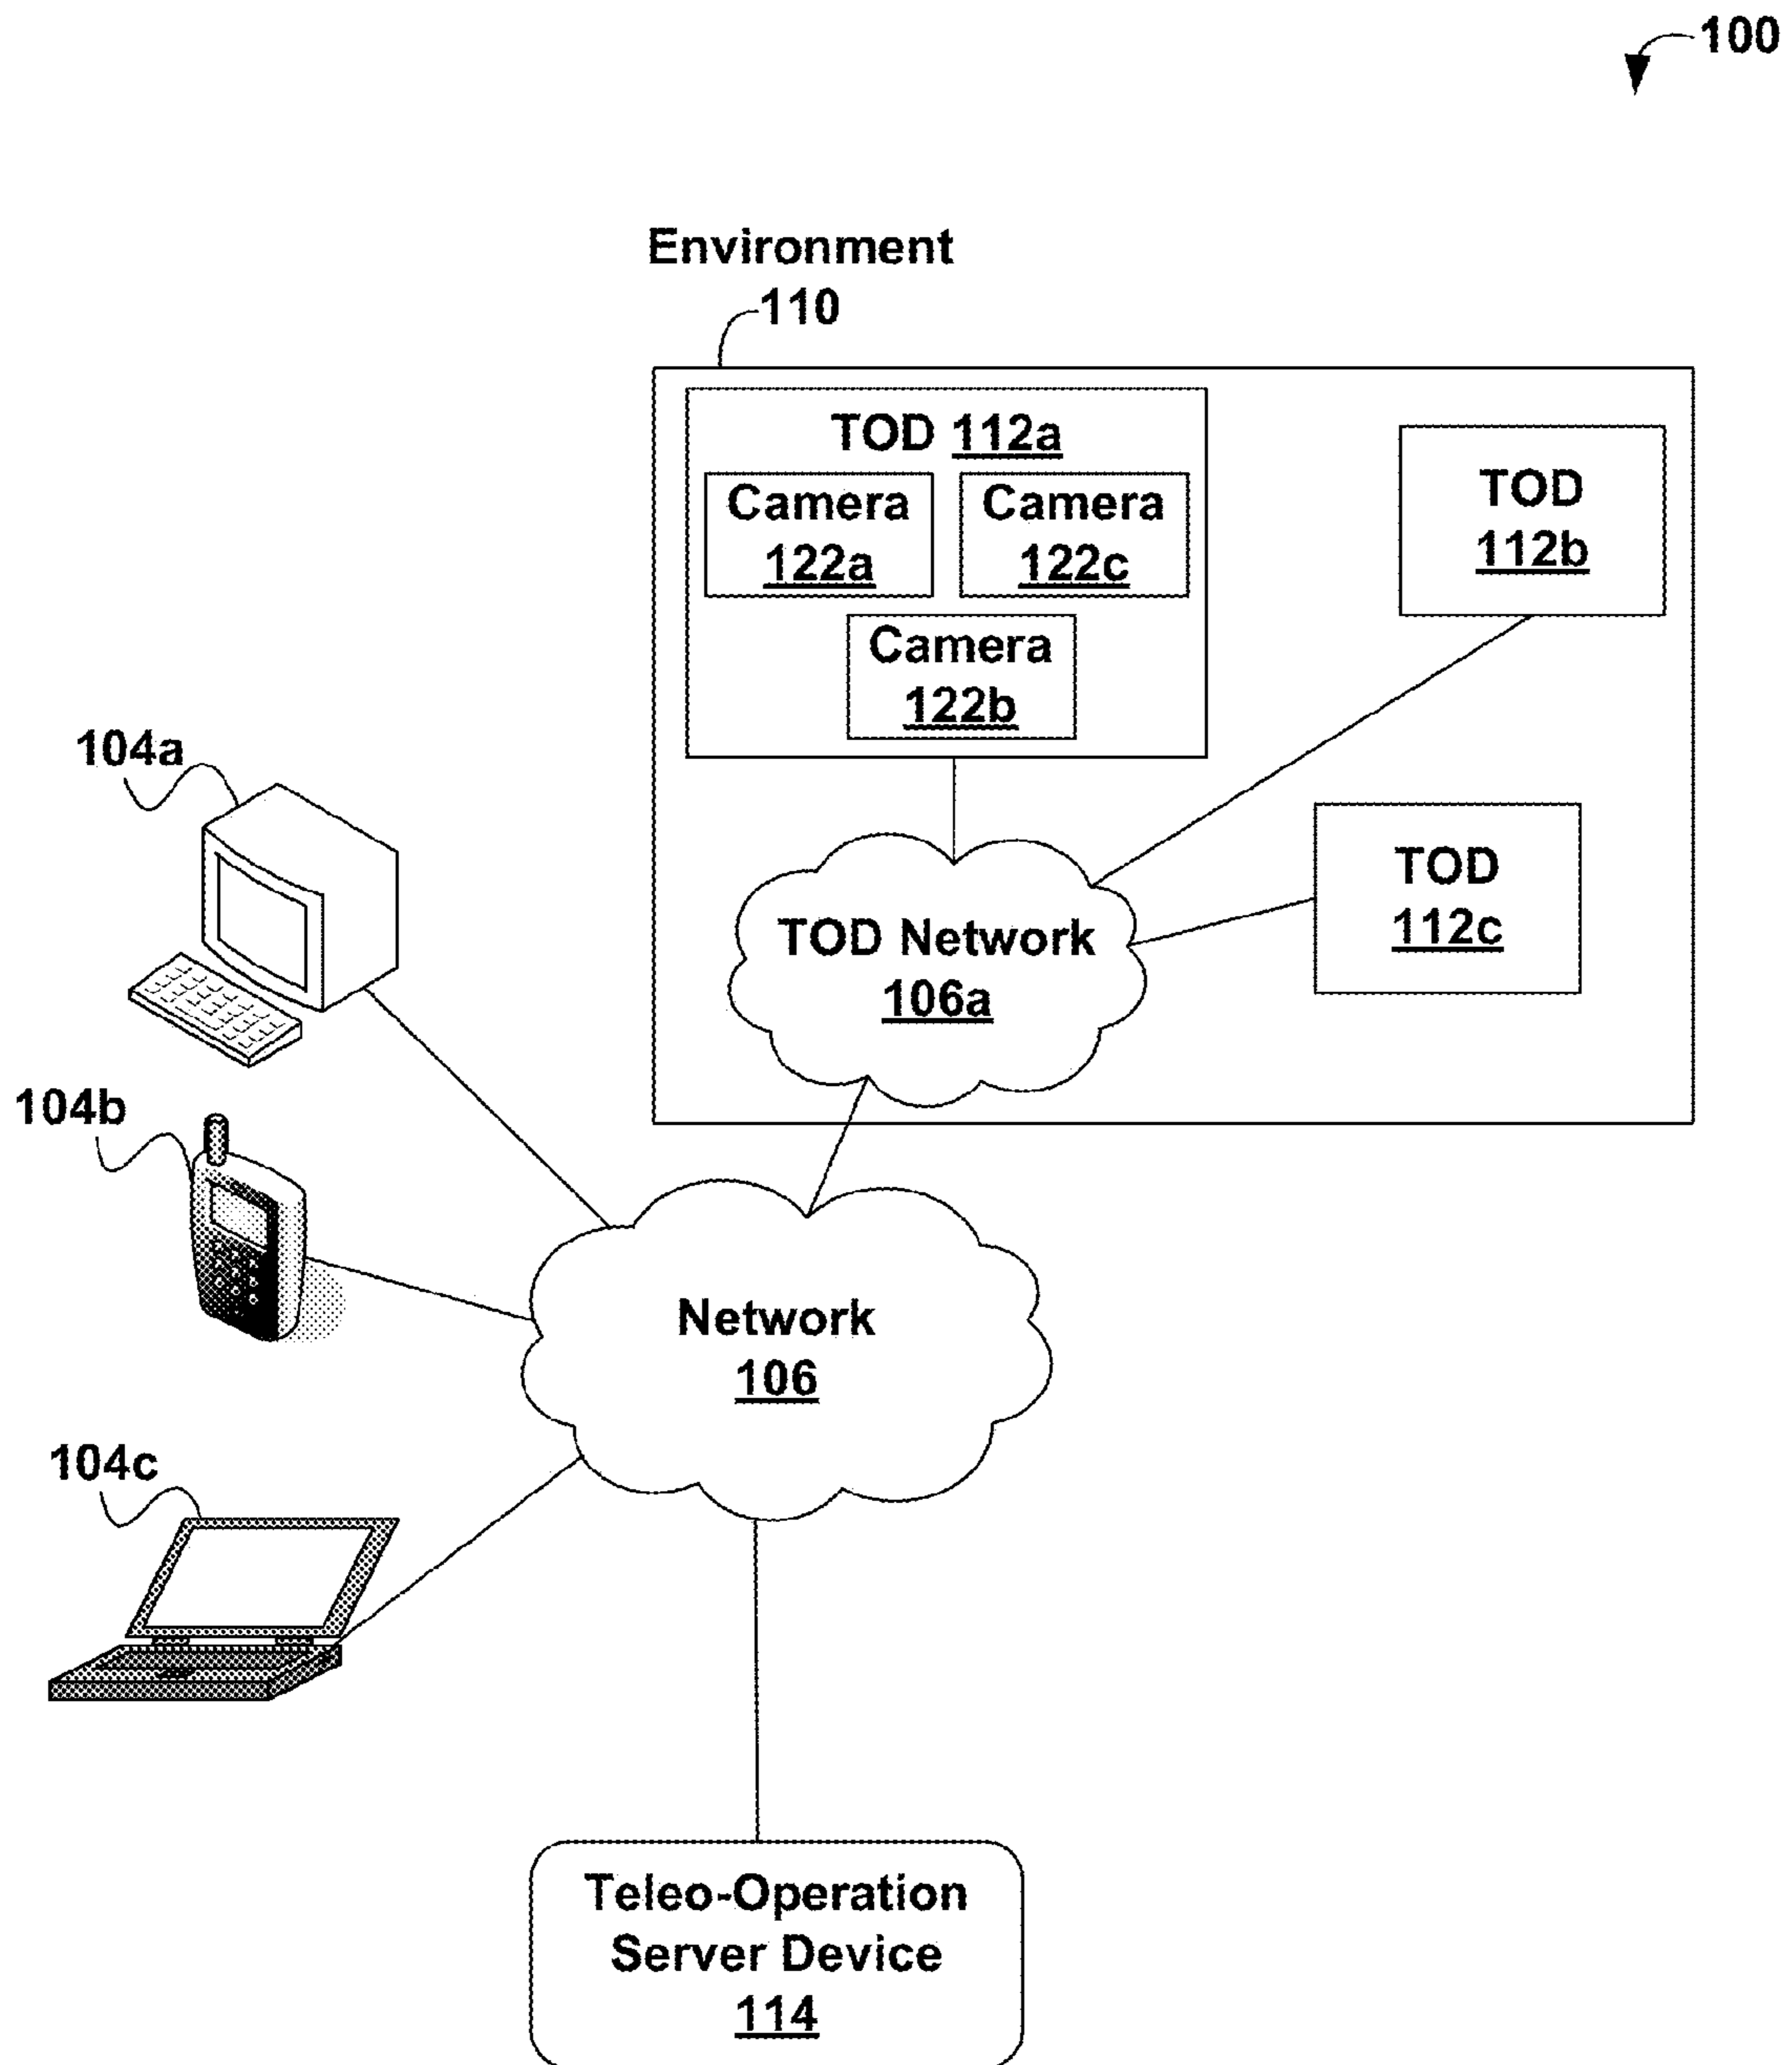 100
Environment
110
TOD 112a
Camera
122a
Camera
122c
Camera
122b
TOD
112b
TOD
112c
TOD Network
106a
104a
104b
104c
Network
106
Teleo-Operation
Server Device
114